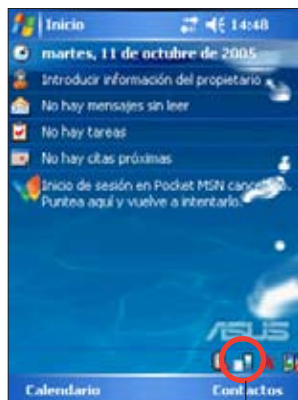 Inicio 14:48
martes, 11 de octubre de 2005
Introducir información del propietario
No hay mensajes sin leer
No hay tareas
No hay citas próximas
Inicio de sesión en Pocket MSN
Puntea aquí y vuelve a intentarlo.
ASUS
Calendario Contactos